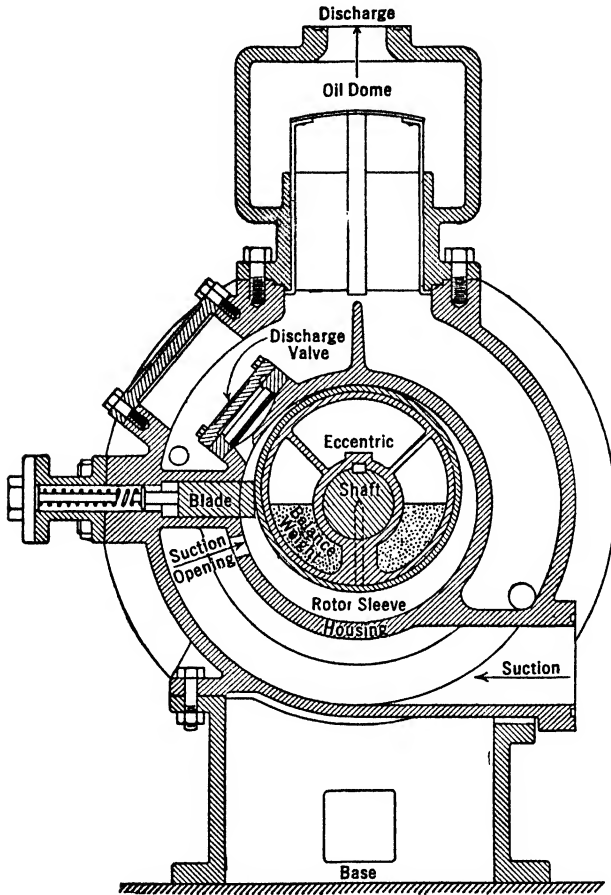 Discharge
Oil Dome
Discharge
Valve
Eccentric
Shaft
Blade
Balance
Weight
Suction
Opening
Rotor Sleeve
Housing
Suction
Base